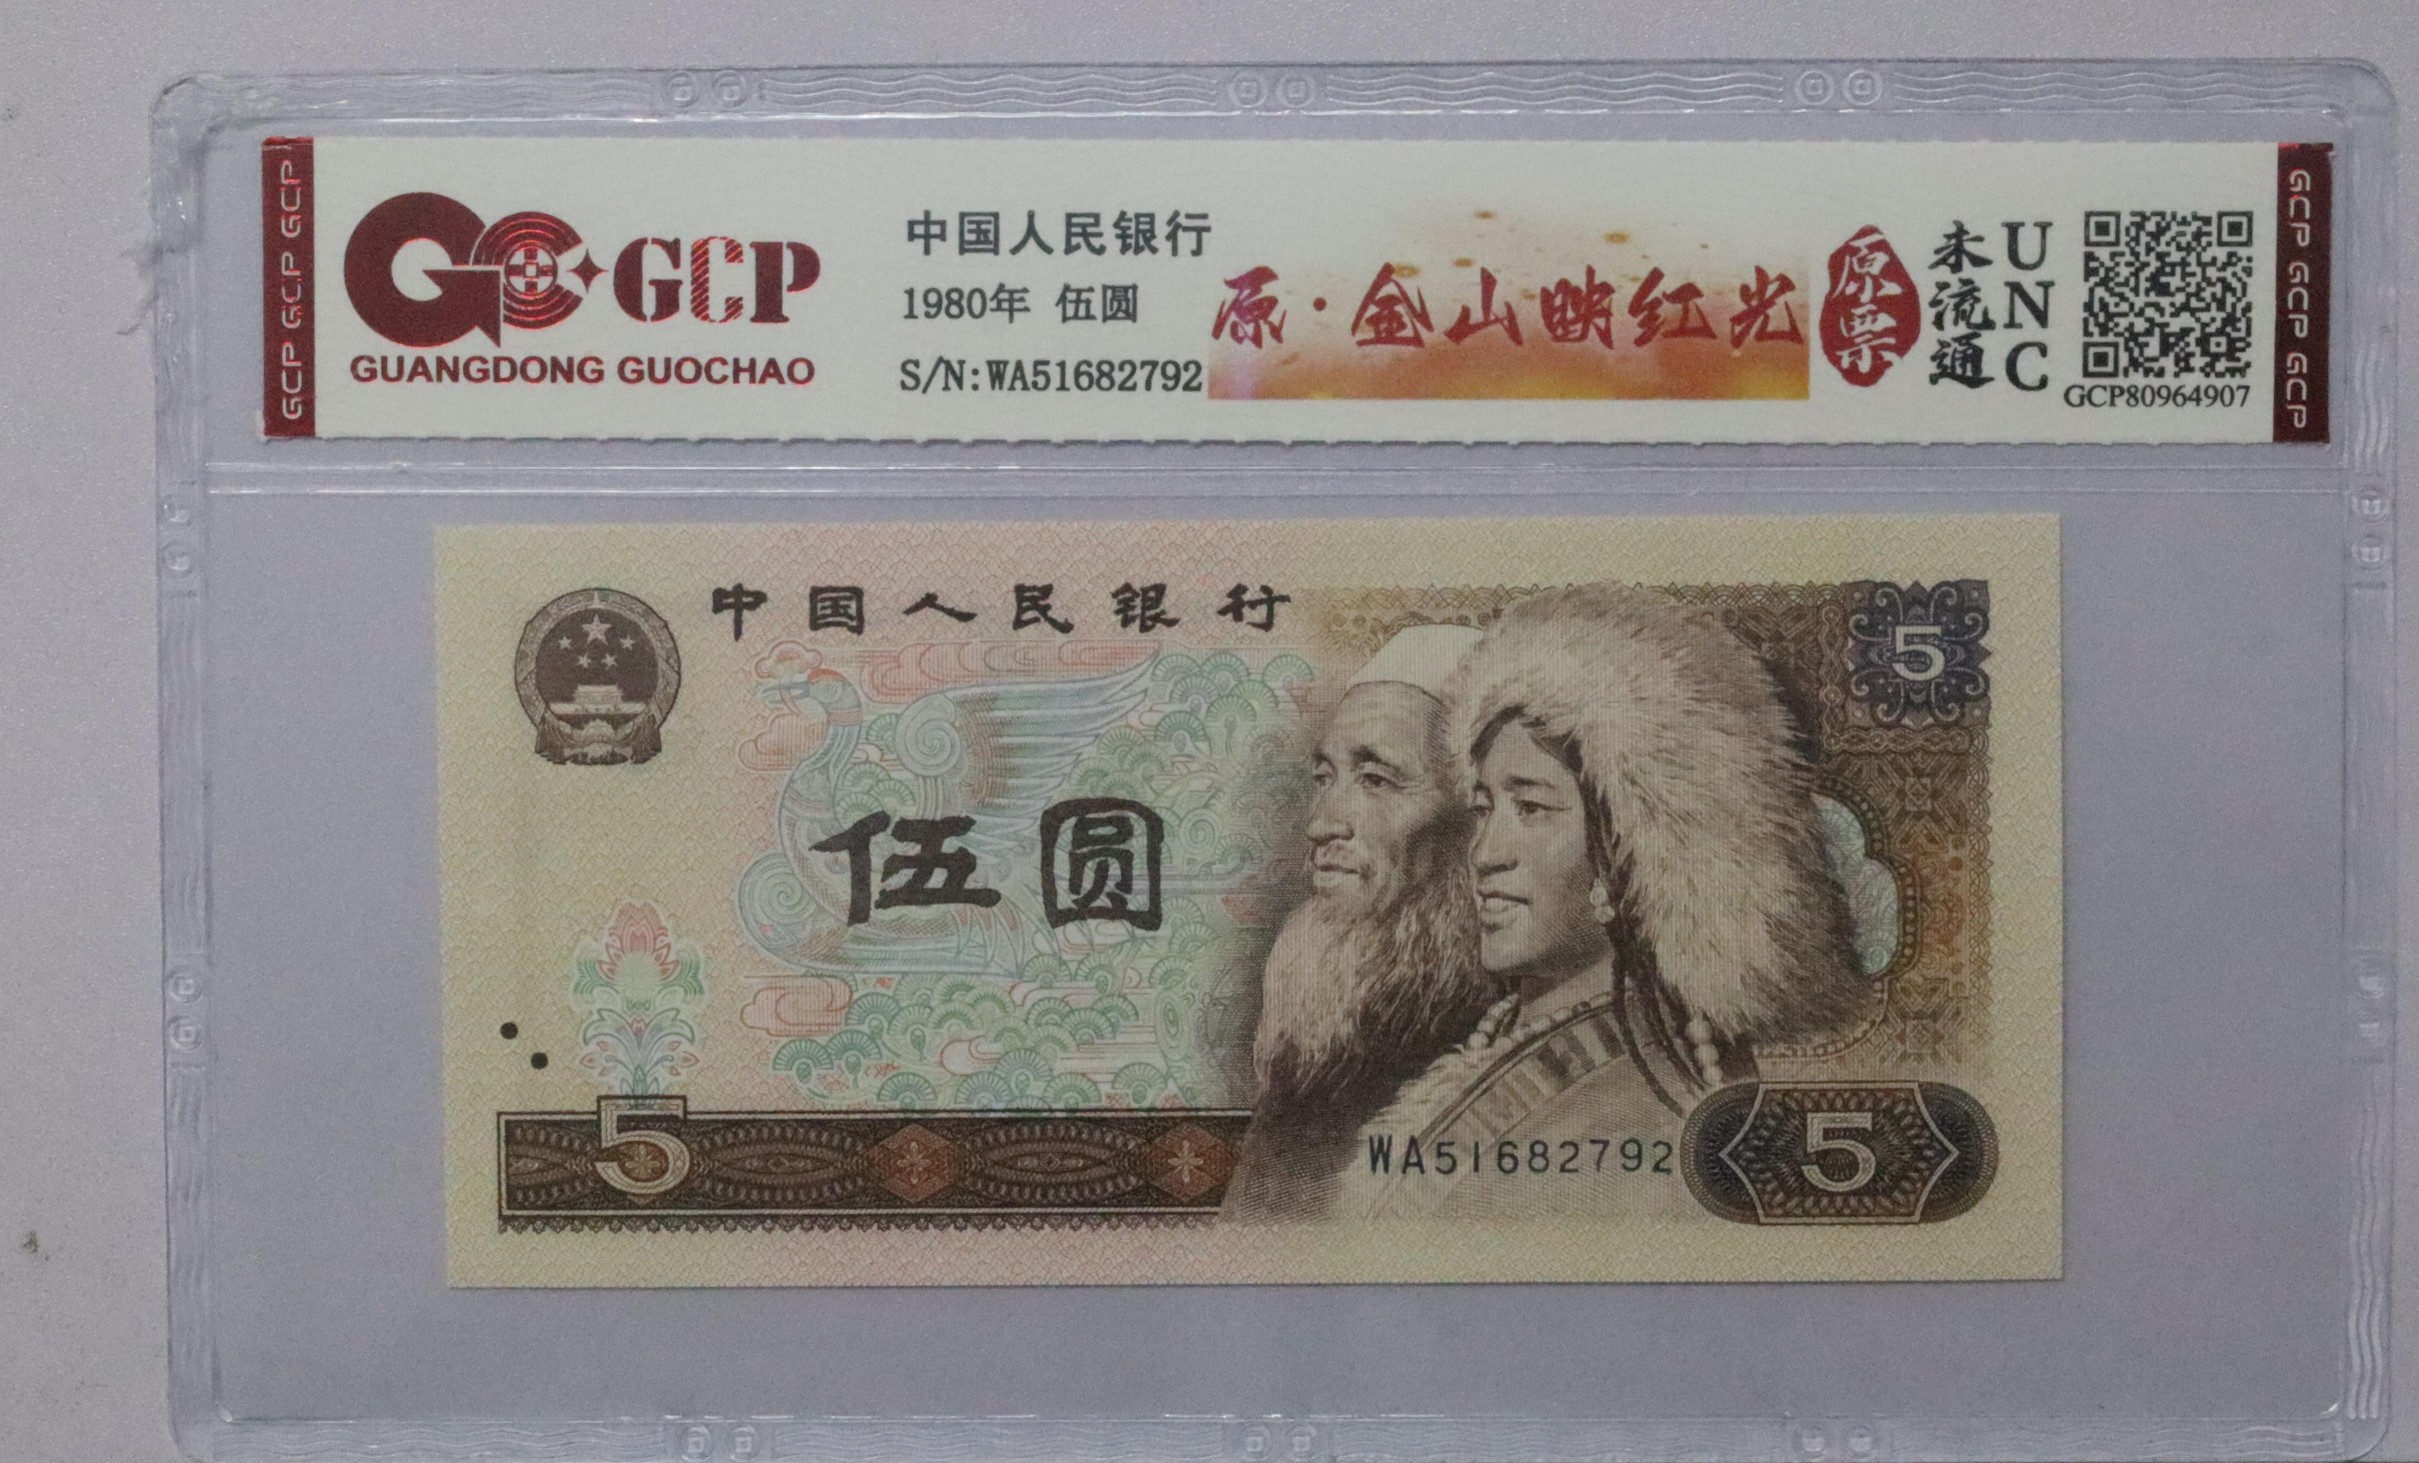 GCP GCP GCP
GCP
GUANGDONG GUOCHAO
中国人民银行
1980年 伍圆
S/N:WA51682792
原·金山映红光
原票
未流通
UNC
GCP80964907
GCP GCP GCP
中国人民银行
5
伍圆
5
WA51682792
5